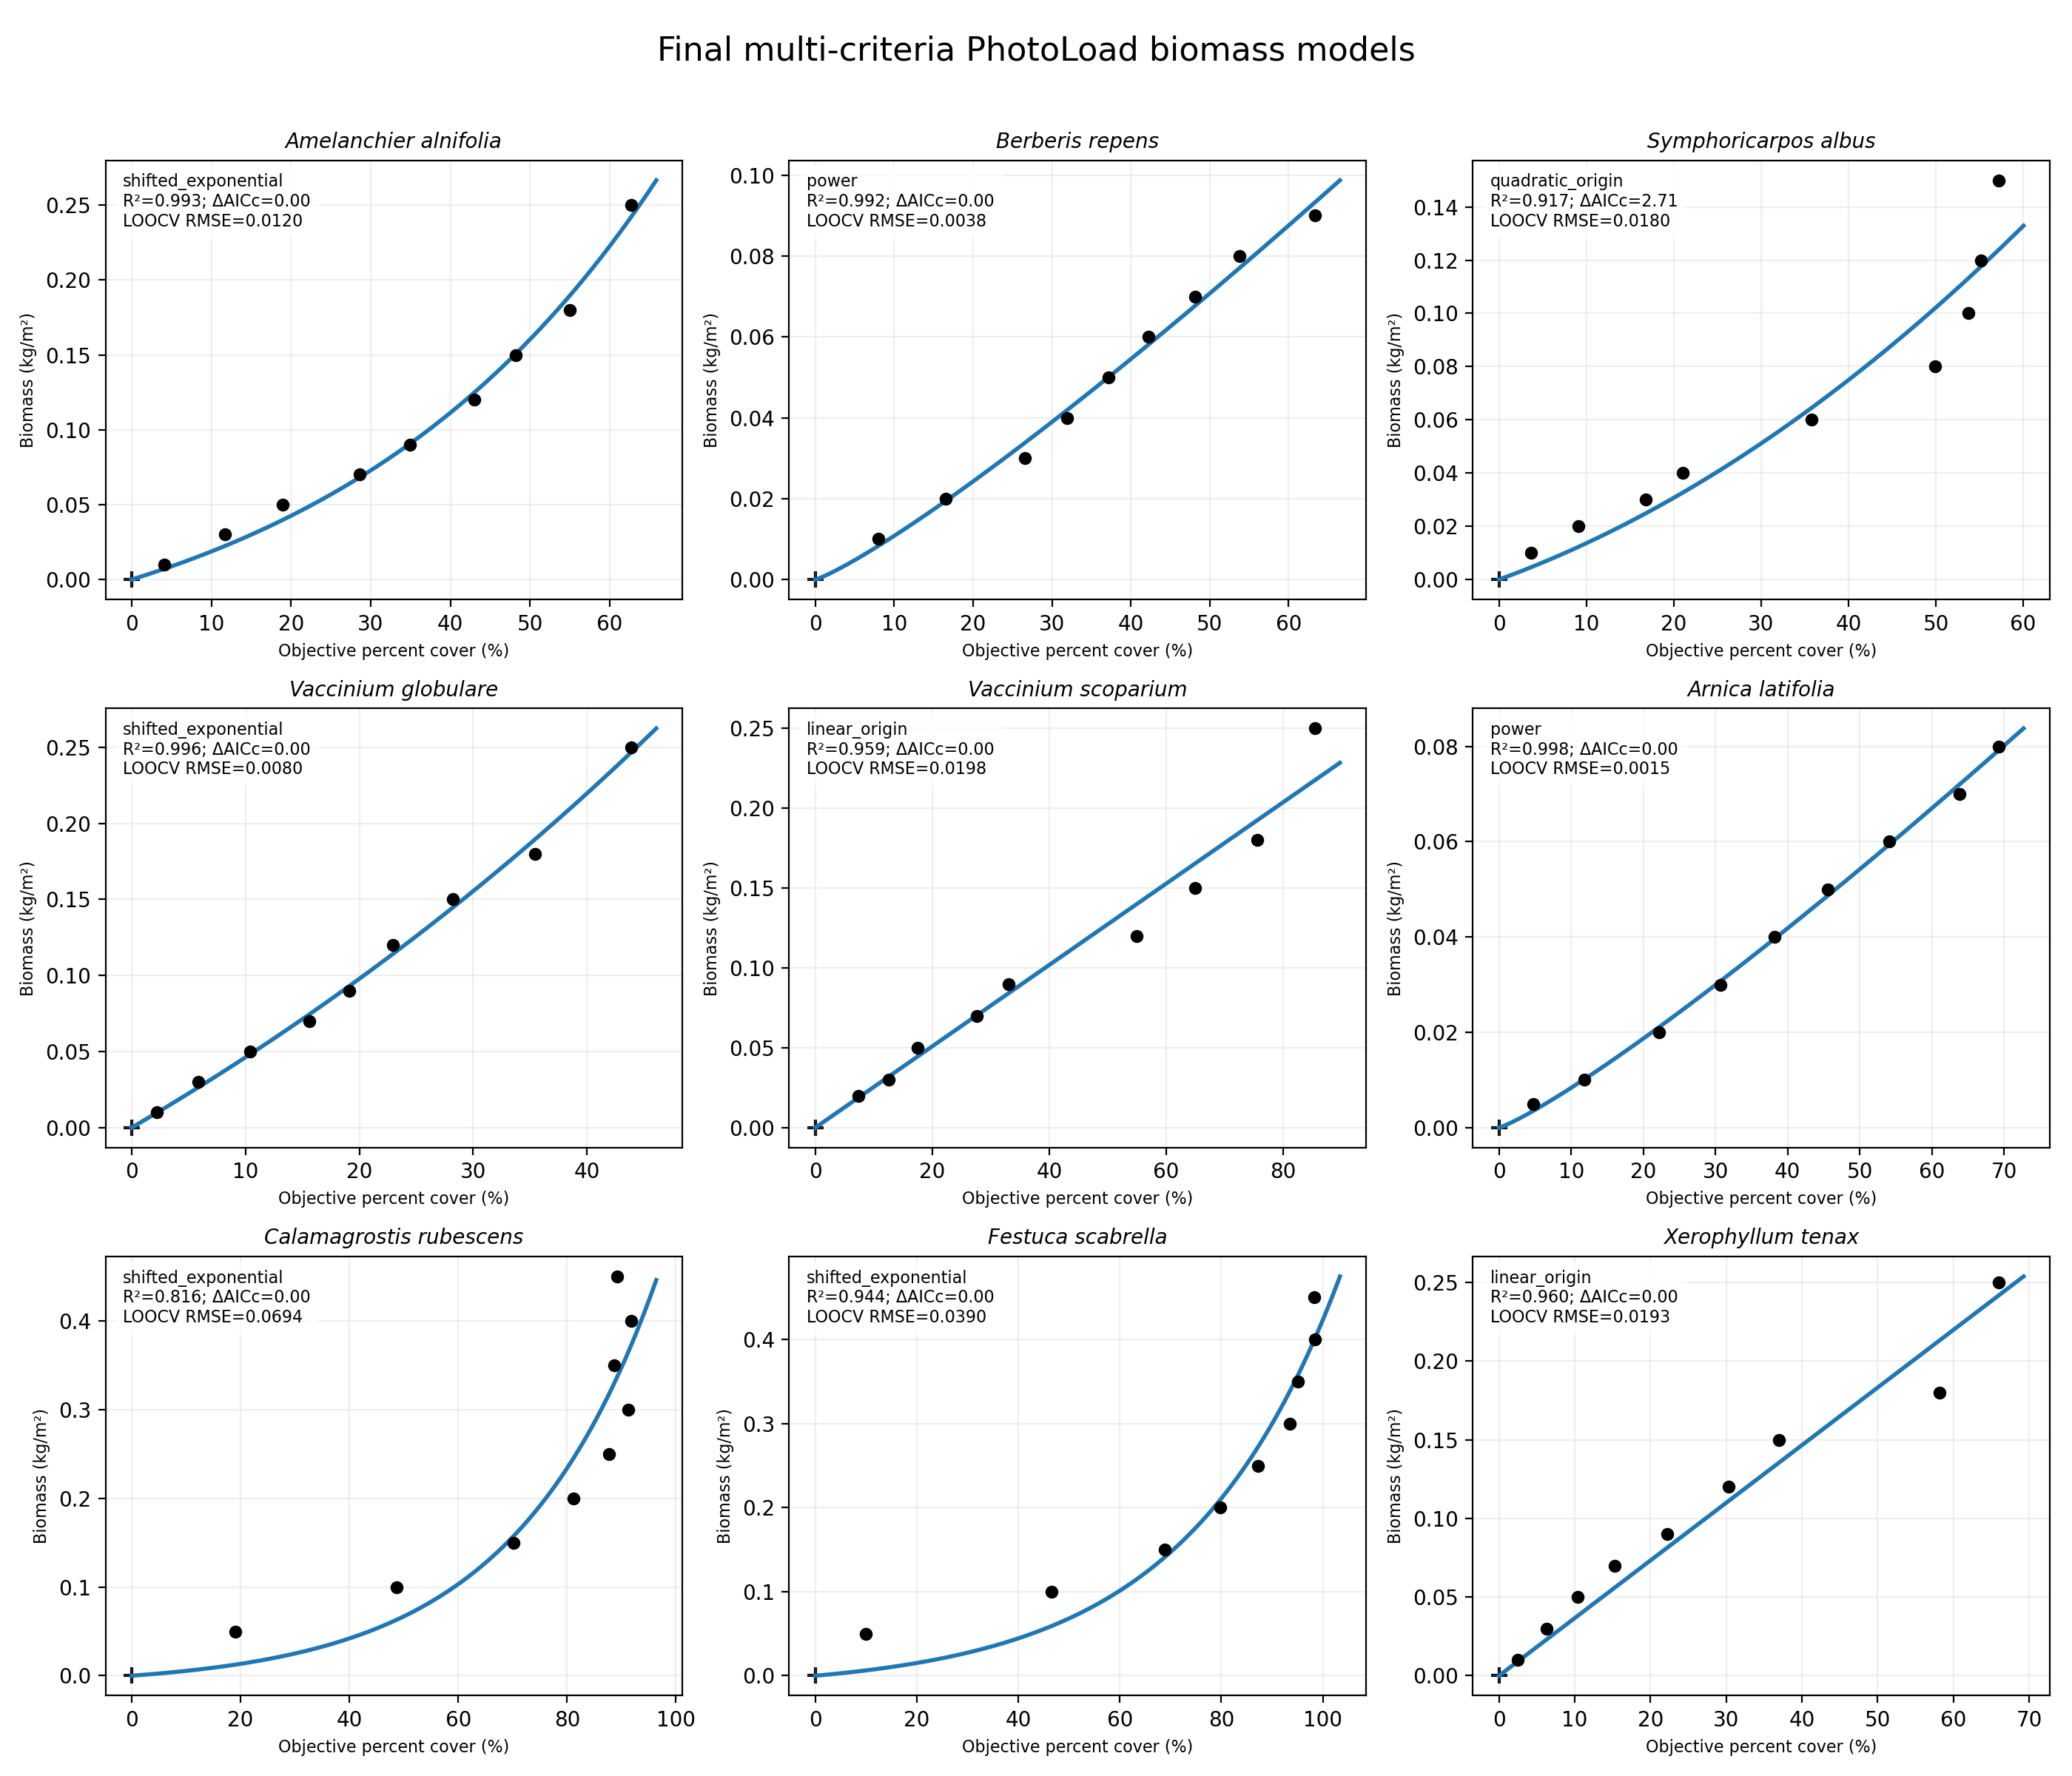 Final multi-criteria PhotoLoad biomass models
Amelanchier alnifolia
shifted_exponential
R²=0.993; ΔAICc=0.00
LOOCV RMSE=0.0120
0.25
0.20
0.15
0.10
0.05
0.00
Biomass (kg/m²)
0 10 20 30 40 50 60
Objective percent cover (%)
Berberis repens
power
R²=0.992; ΔAICc=0.00
LOOCV RMSE=0.0038
0.10
0.08
0.06
0.04
0.02
0.00
Biomass (kg/m²)
0 10 20 30 40 50 60
Objective percent cover (%)
Symphoricarpos albus
quadratic_origin
R²=0.917; ΔAICc=2.71
LOOCV RMSE=0.0180
0.14
0.12
0.10
0.08
0.06
0.04
0.02
0.00
Biomass (kg/m²)
0 10 20 30 40 50 60
Objective percent cover (%)
Vaccinium globulare
shifted_exponential
R²=0.996; ΔAICc=0.00
LOOCV RMSE=0.0080
0.25
0.20
0.15
0.10
0.05
0.00
Biomass (kg/m²)
0 10 20 30 40
Objective percent cover (%)
Vaccinium scoparium
linear_origin
R²=0.959; ΔAICc=0.00
LOOCV RMSE=0.0198
0.25
0.20
0.15
0.10
0.05
0.00
Biomass (kg/m²)
0 20 40 60 80
Objective percent cover (%)
Arnica latifolia
power
R²=0.998; ΔAICc=0.00
LOOCV RMSE=0.0015
0.08
0.06
0.04
0.02
0.00
Biomass (kg/m²)
0 10 20 30 40 50 60 70
Objective percent cover (%)
Calamagrostis rubescens
shifted_exponential
R²=0.816; ΔAICc=0.00
LOOCV RMSE=0.0694
0.4
0.3
0.2
0.1
0.0
Biomass (kg/m²)
0 20 40 60 80 100
Objective percent cover (%)
Festuca scabrella
shifted_exponential
R²=0.944; ΔAICc=0.00
LOOCV RMSE=0.0390
0.4
0.3
0.2
0.1
0.0
Biomass (kg/m²)
0 20 40 60 80 100
Objective percent cover (%)
Xerophyllum tenax
linear_origin
R²=0.960; ΔAICc=0.00
LOOCV RMSE=0.0193
0.25
0.20
0.15
0.10
0.05
0.00
Biomass (kg/m²)
0 10 20 30 40 50 60 70
Objective percent cover (%)